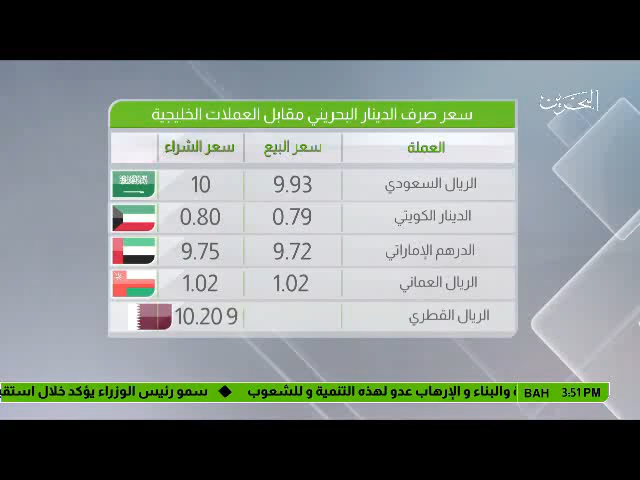 البحرين
سعر صرف الدينار البحريني مقابل العملات الخليجية
العملة سعر البيع سعر الشراء
الريال السعودي 9.93 10
الدينار الكويتي 0.79 0.80
الدرهم الإماراتي 9.72 9.75
الريال العماني 1.02 1.02
الريال القطري 10.20 9
ة والبناء و الإرهاب عدو لهذه التنمية و للشعوب ◆ سمو رئيس الوزراء يؤكد خلال استقب
BAH 3:51 PM